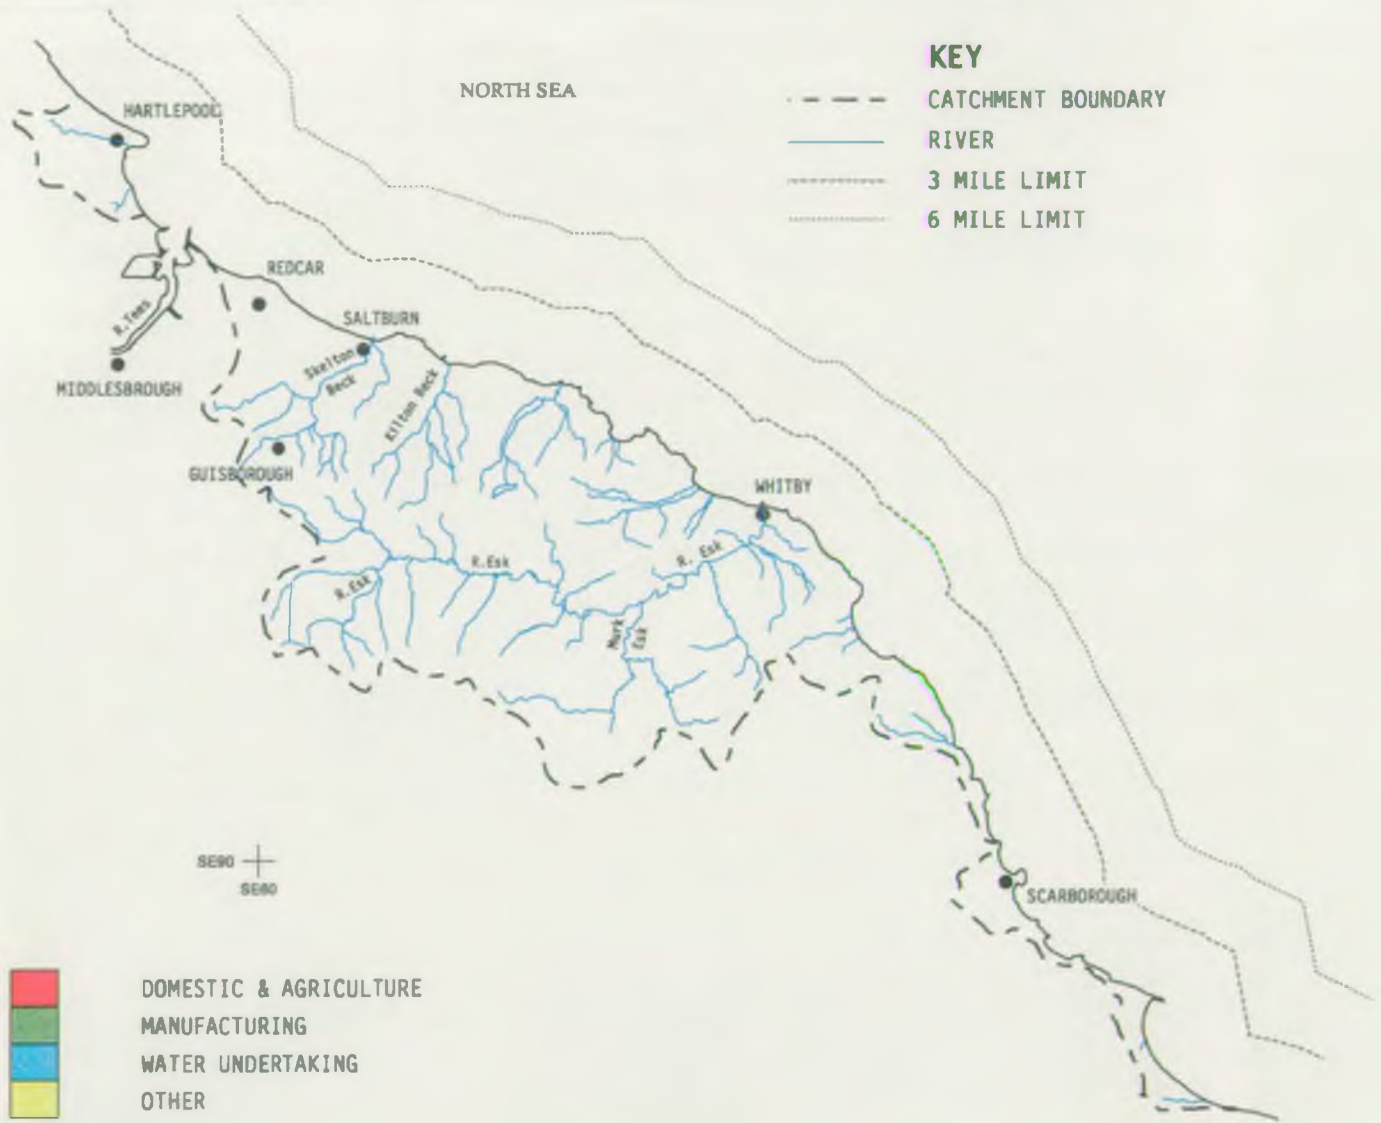 KEY
NORTH SEA
CATCHMENT BOUNDARY
HARTLEPOOL
RIVER
3 MILE LIMIT
6 MILE LIMIT
REDCAR
R.Tees
SALTBURN
MIDDLESBROUGH
Skelton
Beck
Kilton Beck
GUISBOROUGH
WHITBY
R.Esk
R. Esk
R.Esk
Murk
Esk
SE90
SE60
SCARBOROUGH
DOMESTIC & AGRICULTURE
MANUFACTURING
WATER UNDERTAKING
OTHER